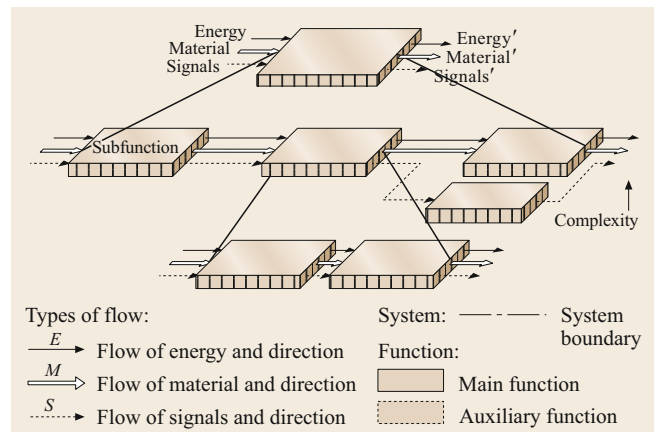 Energy
Material
Signals
Energy′
Material′
Signals′
Subfunction
Complexity
Types of flow:
E
Flow of energy and direction
M
Flow of material and direction
S
Flow of signals and direction
System:
System
boundary
Function:
Main function
Auxiliary function